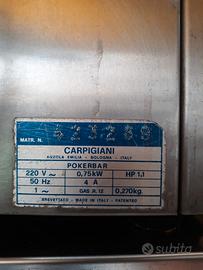 MATR. N.
CARPIGIANI
ANZOLA EMILIA - BOLOGNA - ITALY
POKERBAR
220 V ~ 0,75kW HP 1,1
50 Hz 4 A
1 ~ GAS R.12 0,270kg.
BREVETTATO - MADE IN ITALY - PATENTED
subito